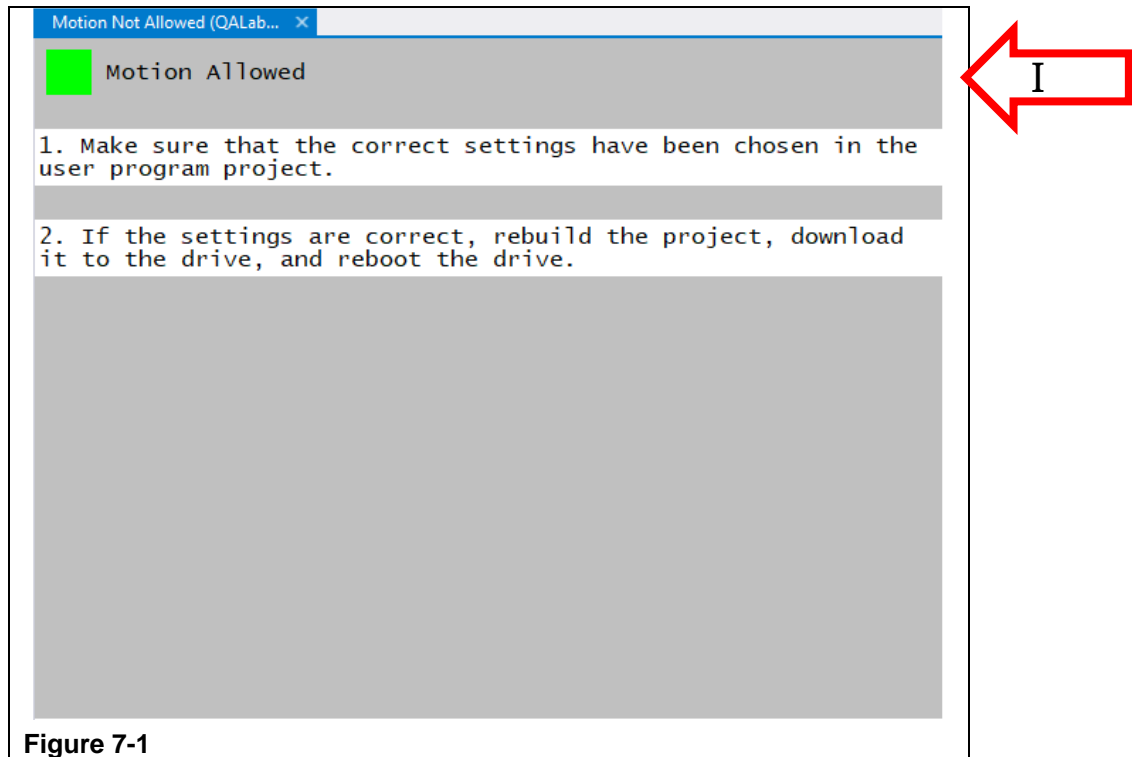 Motion Not Allowed (QALab... ×
Motion Allowed
I
1. Make sure that the correct settings have been chosen in the
user program project.
2. If the settings are correct, rebuild the project, download
it to the drive, and reboot the drive.
Figure 7-1